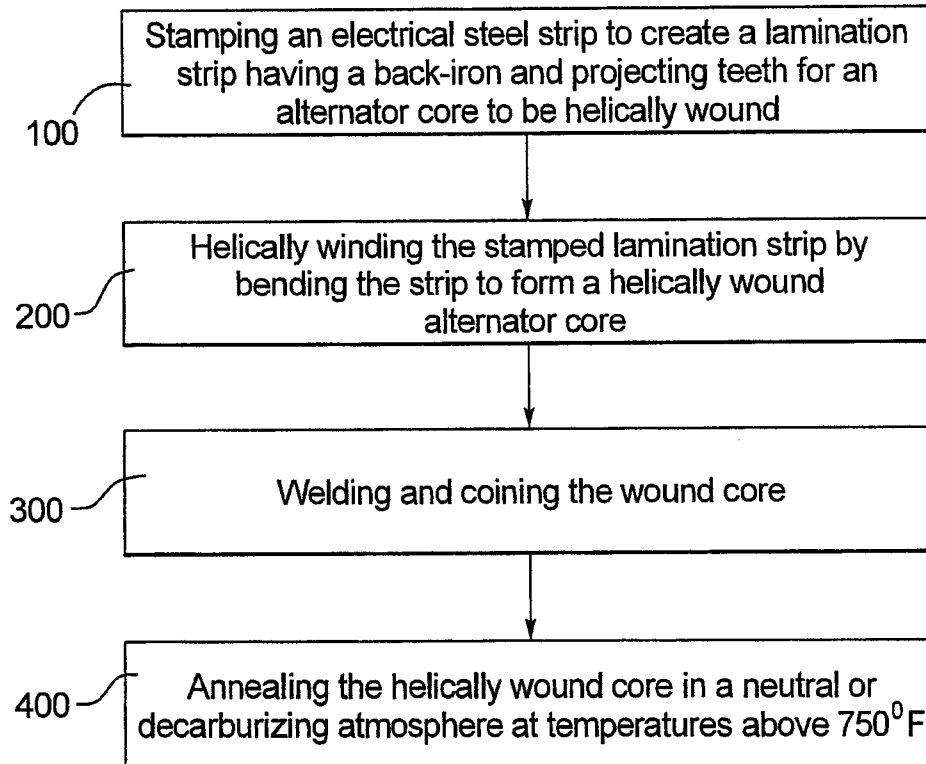 Stamping an electrical steel strip to create a lamination
strip having a back-iron and projecting teeth for an
alternator core to be helically wound
100
Helically winding the stamped lamination strip by
bending the strip to form a helically wound
alternator core
200
Welding and coining the wound core
300
Annealing the helically wound core in a neutral or
decarburizing atmosphere at temperatures above 750⁰F
400